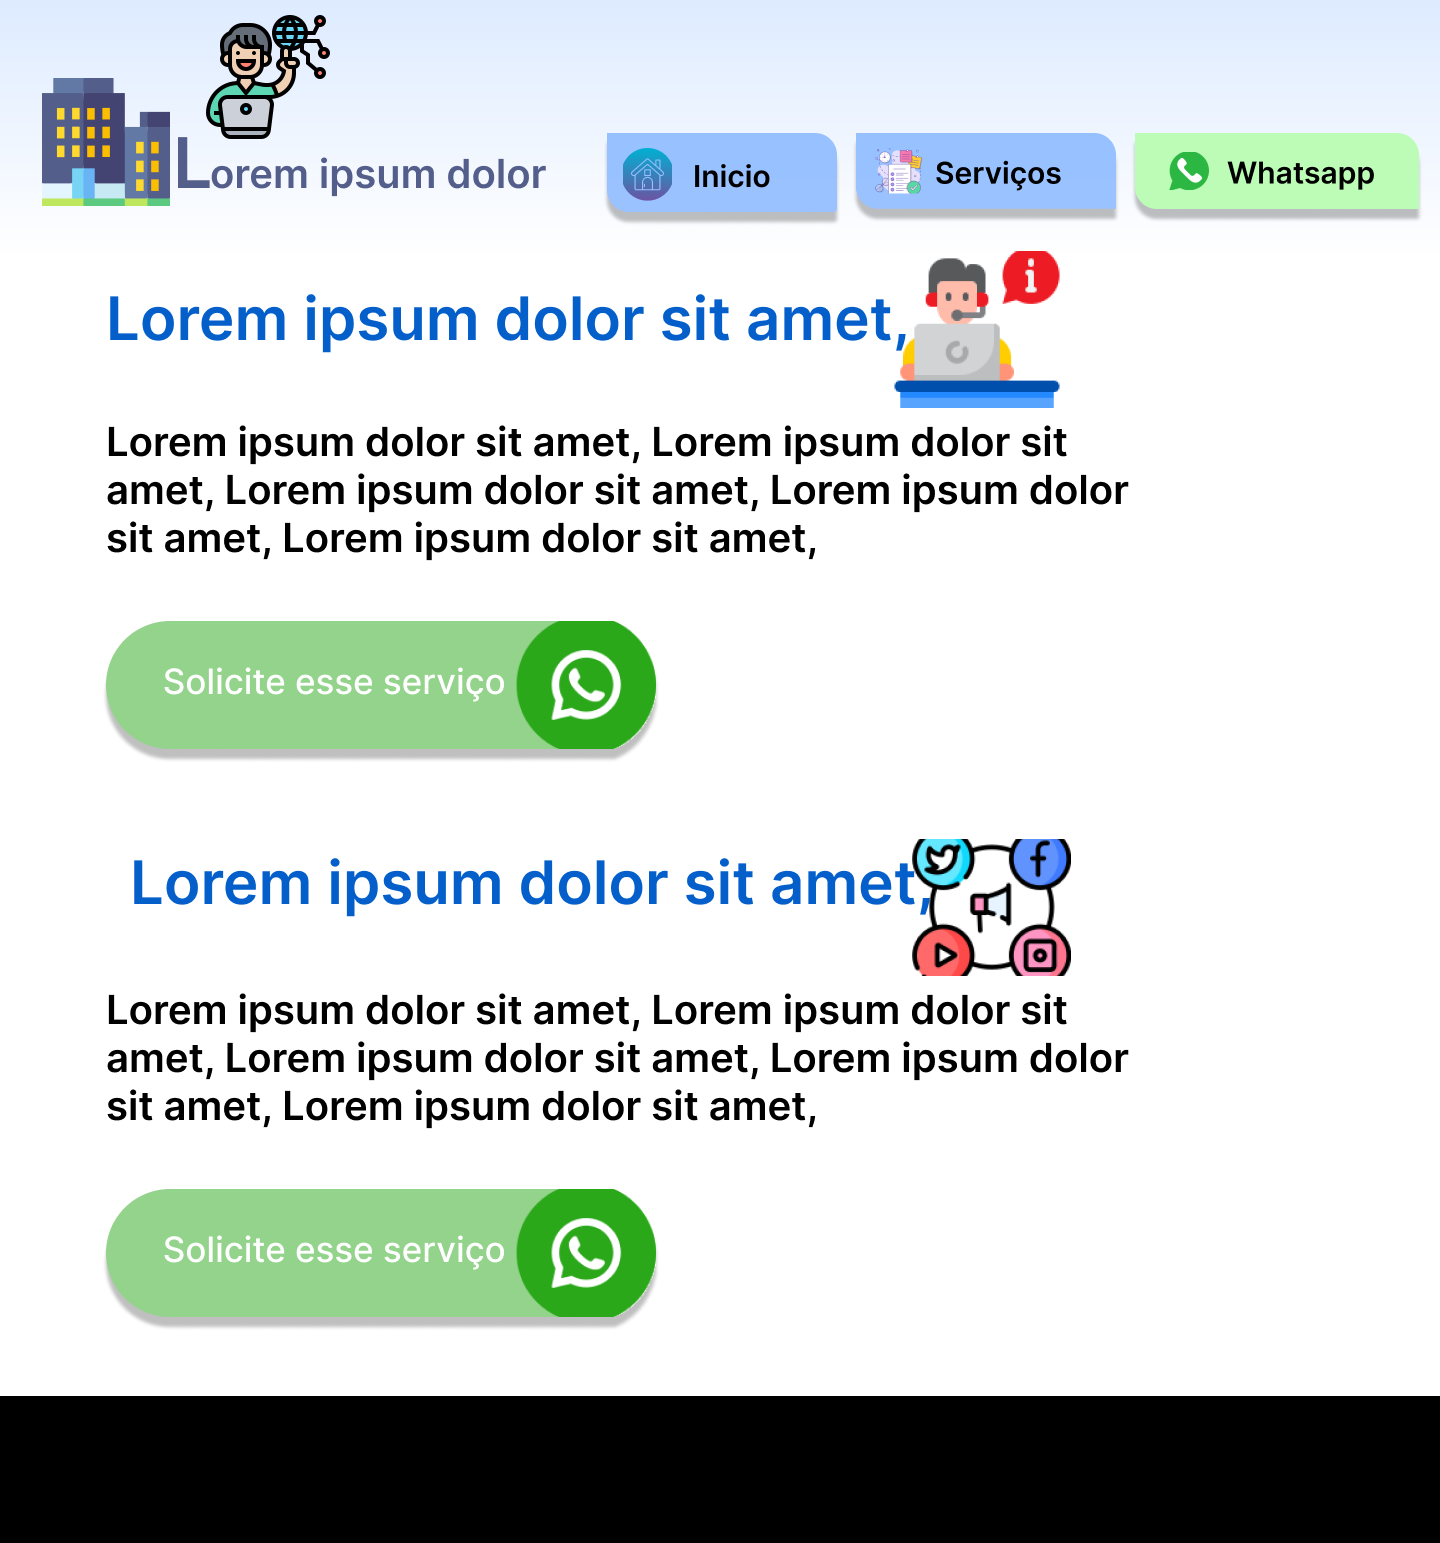 Lorem ipsum dolor
Inicio
Serviços
Whatsapp
Lorem ipsum dolor sit amet,
Lorem ipsum dolor sit amet, Lorem ipsum dolor sit
amet, Lorem ipsum dolor sit amet, Lorem ipsum dolor
sit amet, Lorem ipsum dolor sit amet,
Solicite esse serviço
Lorem ipsum dolor sit amet,
Lorem ipsum dolor sit amet, Lorem ipsum dolor sit
amet, Lorem ipsum dolor sit amet, Lorem ipsum dolor
sit amet, Lorem ipsum dolor sit amet,
Solicite esse serviço